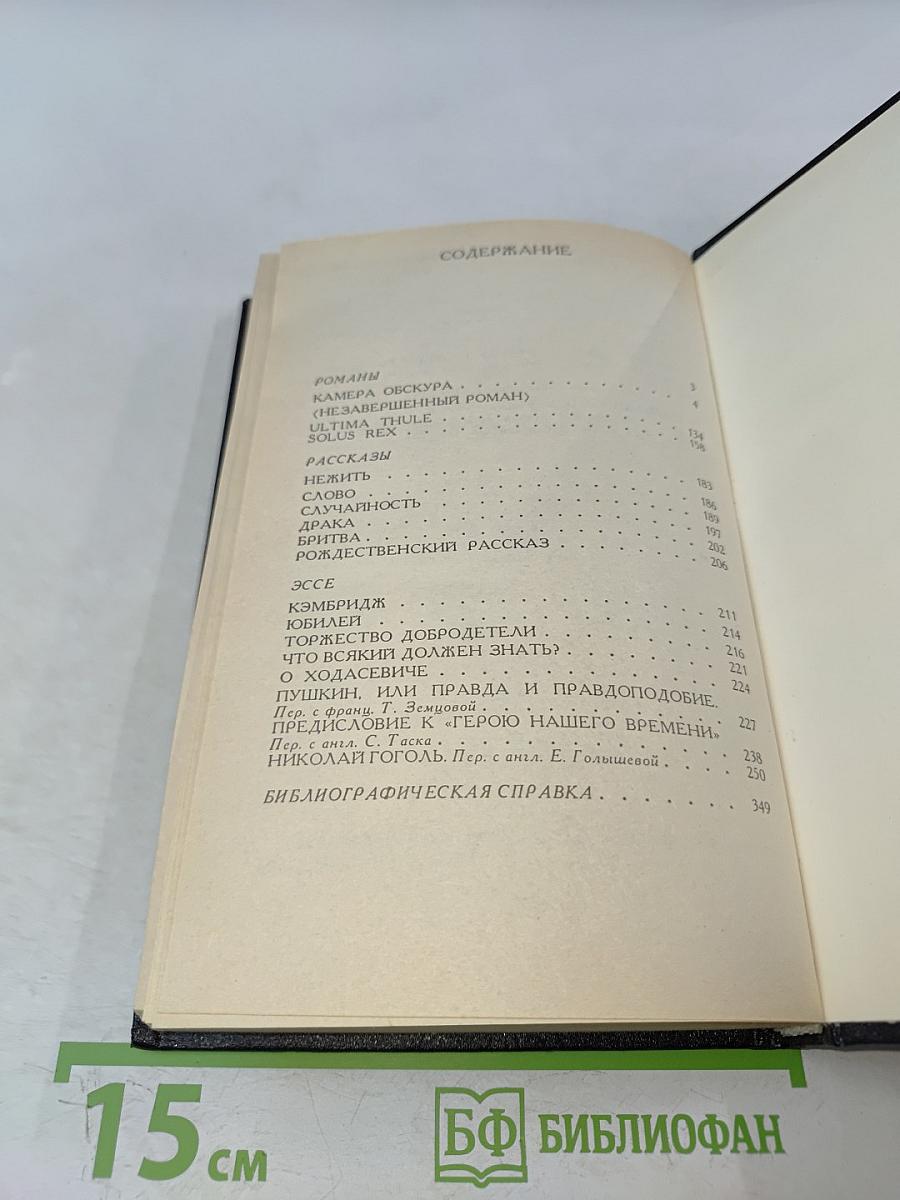 СОДЕРЖАНИЕ
РОМАНЫ 3
КАМЕРА ОБСКУРА . . . . . . . . . . 4
〈НЕЗАВЕРШЕННЫЙ РОМАН〉
ULTIMA THULE . . . . . . . . . . 134
SOLUS REX . . . . . . . . . . 158
РАССКАЗЫ
НЕЖИТЬ . . . . . . . . . . 183
СЛОВО . . . . . . . . . . 186
СЛУЧАЙНОСТЬ . . . . . . . . . . 189
ДРАКА . . . . . . . . . . 197
БРИТВА . . . . . . . . . . 202
РОЖДЕСТВЕНСКИЙ РАССКАЗ . . . . . . 206
ЭССЕ
КЭМБРИДЖ . . . . . . . . . . 211
ЮБИЛЕЙ . . . . . . . . . . 214
ТОРЖЕСТВО ДОБРОДЕТЕЛИ . . . . . . 216
ЧТО ВСЯКИЙ ДОЛЖЕН ЗНАТЬ? . . . . . . 221
О ХОДАСЕВИЧЕ . . . . . . . . . . 224
ПУШКИН, ИЛИ ПРАВДА И ПРАВДОПОДОБИЕ.
Пер. с франц. Т. Земцовой . . . . . . . . . . 227
ПРЕДИСЛОВИЕ К «ГЕРОЮ НАШЕГО ВРЕМЕНИ»
Пер. с англ. С. Таска . . . . . . . . . . 238
НИКОЛАЙ ГОГОЛЬ. Пер. с англ. Е. Голышевой . . . . 250
БИБЛИОГРАФИЧЕСКАЯ СПРАВКА . . . . . . 349
15 см
БФ БИБЛИОФАН